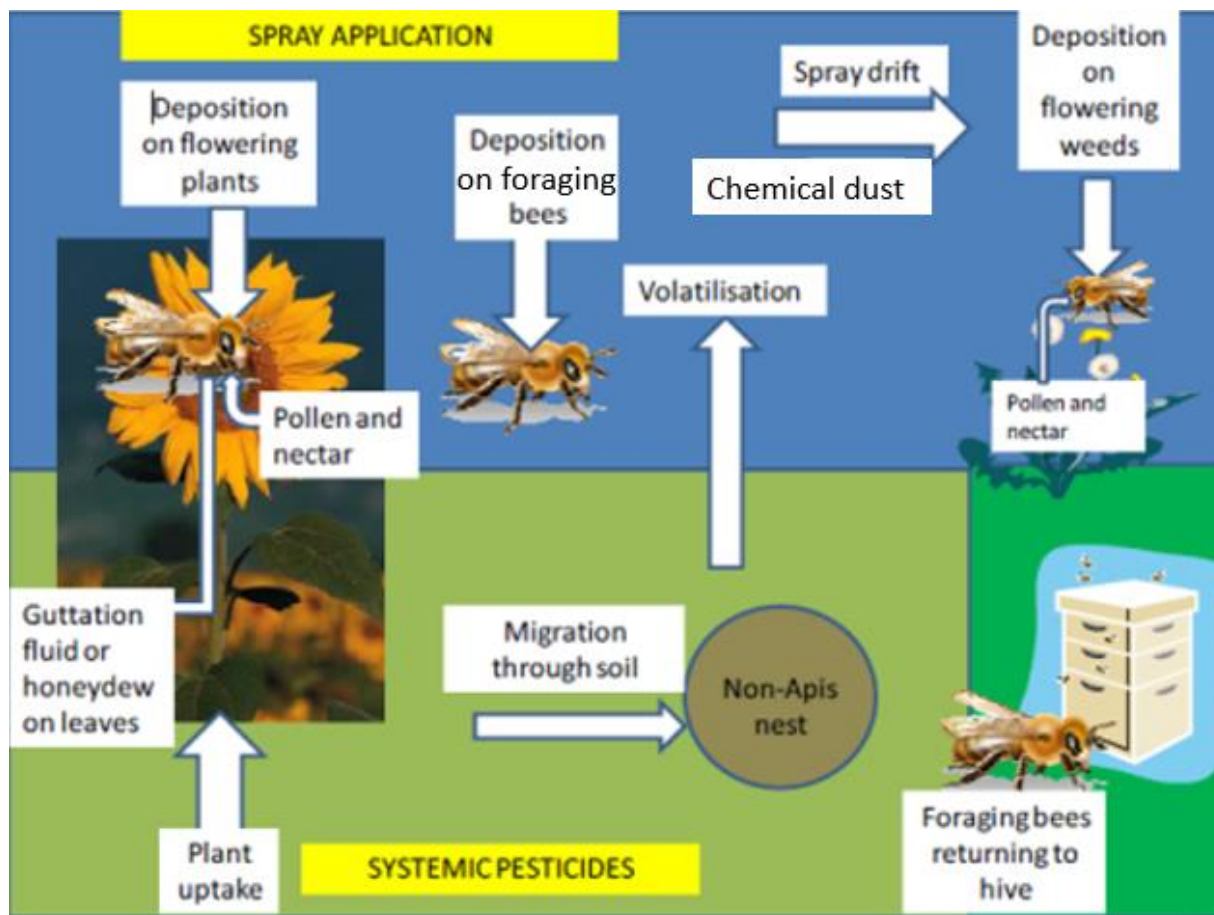 SPRAY APPLICATION
Deposition
on flowering
plants
Deposition
on foraging
bees
Spray drift
Chemical dust
Deposition
on
flowering
weeds
Volatilisation
Pollen and
nectar
Pollen and
nectar
Guttation
fluid or
honeydew
on leaves
Migration
through soil
Non-Apis
nest
Plant
uptake
SYSTEMIC PESTICIDES
Foraging bees
returning to
hive